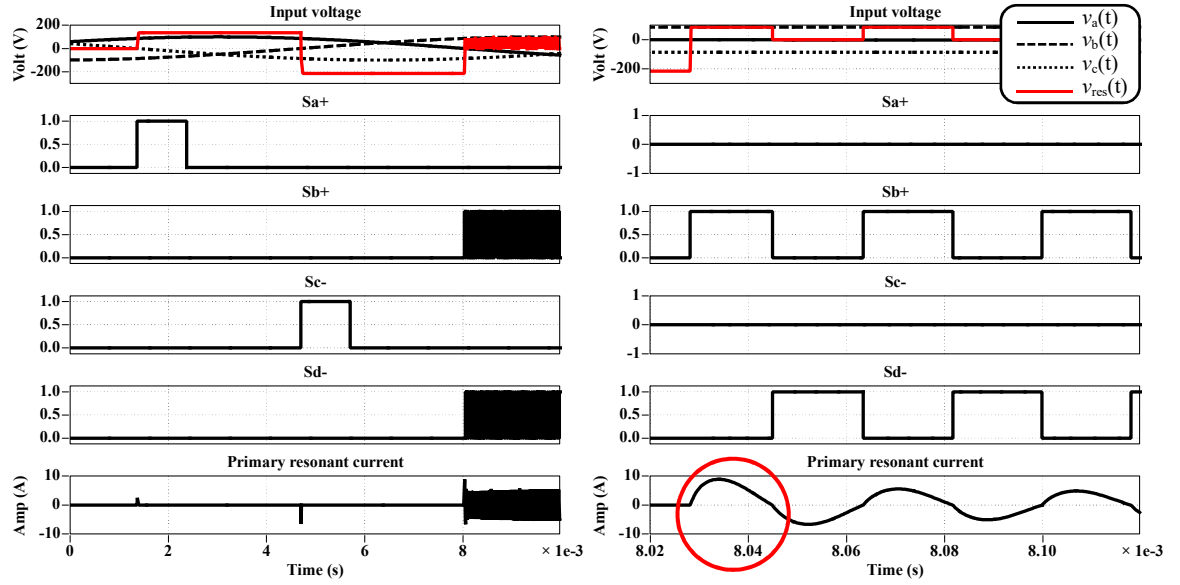 Input voltage
Volt (V)
200
0
-200
Sa+
1.0
0.5
0.0
Sb+
1.0
0.5
0.0
Sc-
1.0
0.5
0.0
Sd-
1.0
0.5
0.0
Primary resonant current
Amp (A)
10
0
-10
0 2 4 6 8 × 1e-3
Time (s)
Input voltage
Volt (V)
0
-200
va(t)
vb(t)
vc(t)
vres(t)
Sa+
1
0
-1
Sb+
1.0
0.5
0.0
Sc-
1
0
-1
Sd-
1.0
0.5
0.0
Primary resonant current
Amp (A)
10
0
-10
8.02 8.04 8.06 8.08 8.10 × 1e-3
Time (s)